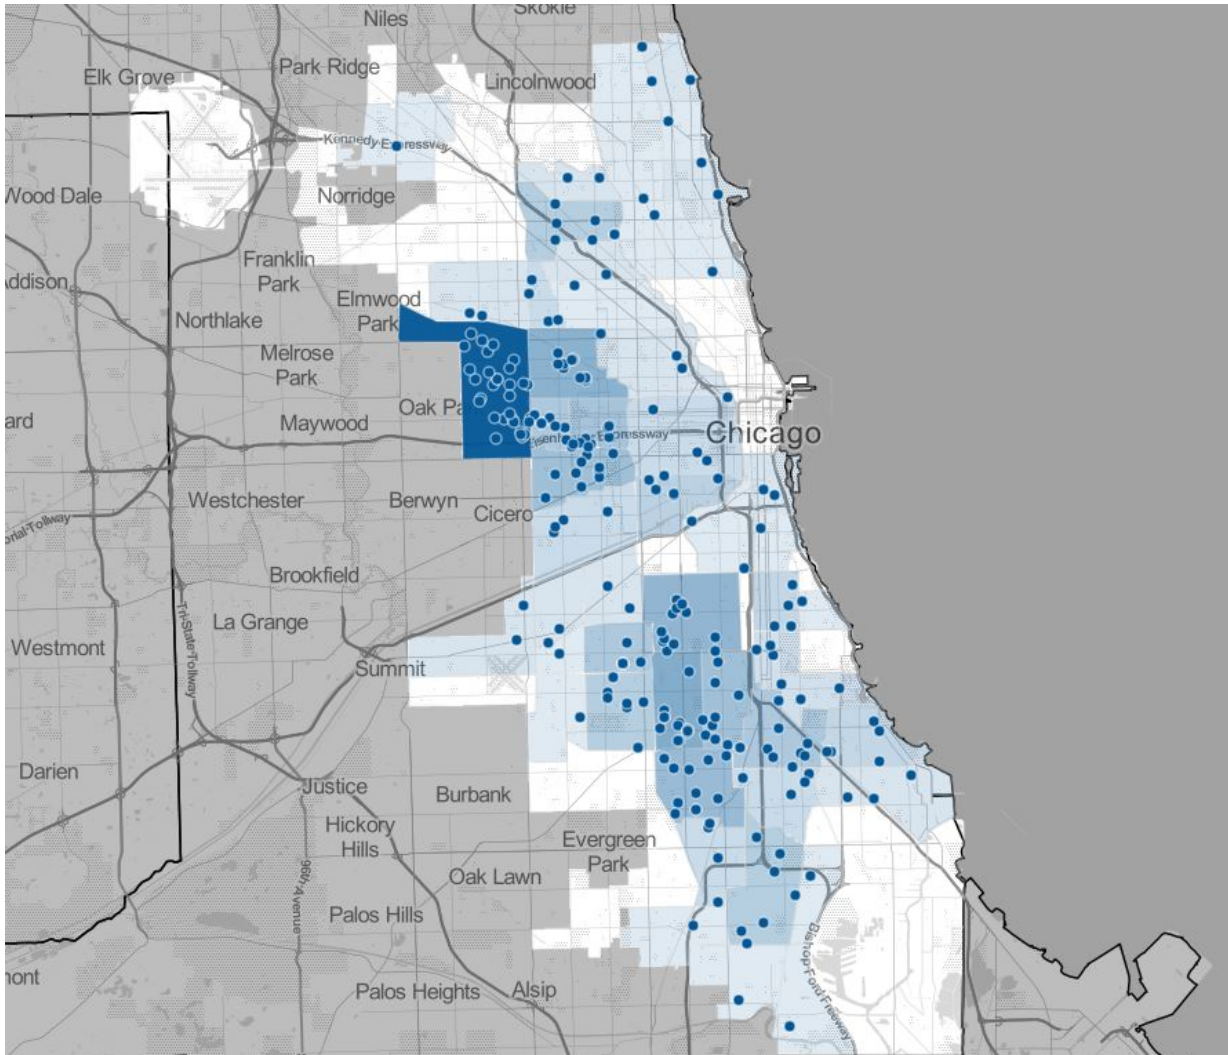 Niles
Skokie
Elk Grove
Park Ridge
Lincolnwood
Kennedy Expressway
Wood Dale
Norridge
Franklin
Park
Addison
Elmwood
Park
Northlake
Melrose
Park
Oak Pa
Maywood
Expressway
Chicago
Westchester
Berwyn
Cicero
Tollway
Brookfield
Tri-State Tollway
La Grange
Westmont
Summit
Darien
Justice
Burbank
Hickory
Hills
Evergreen
Park
96th Avenue
Oak Lawn
Palos Hills
Bishop Ford Freeway
mont
Palos Heights
Alsip